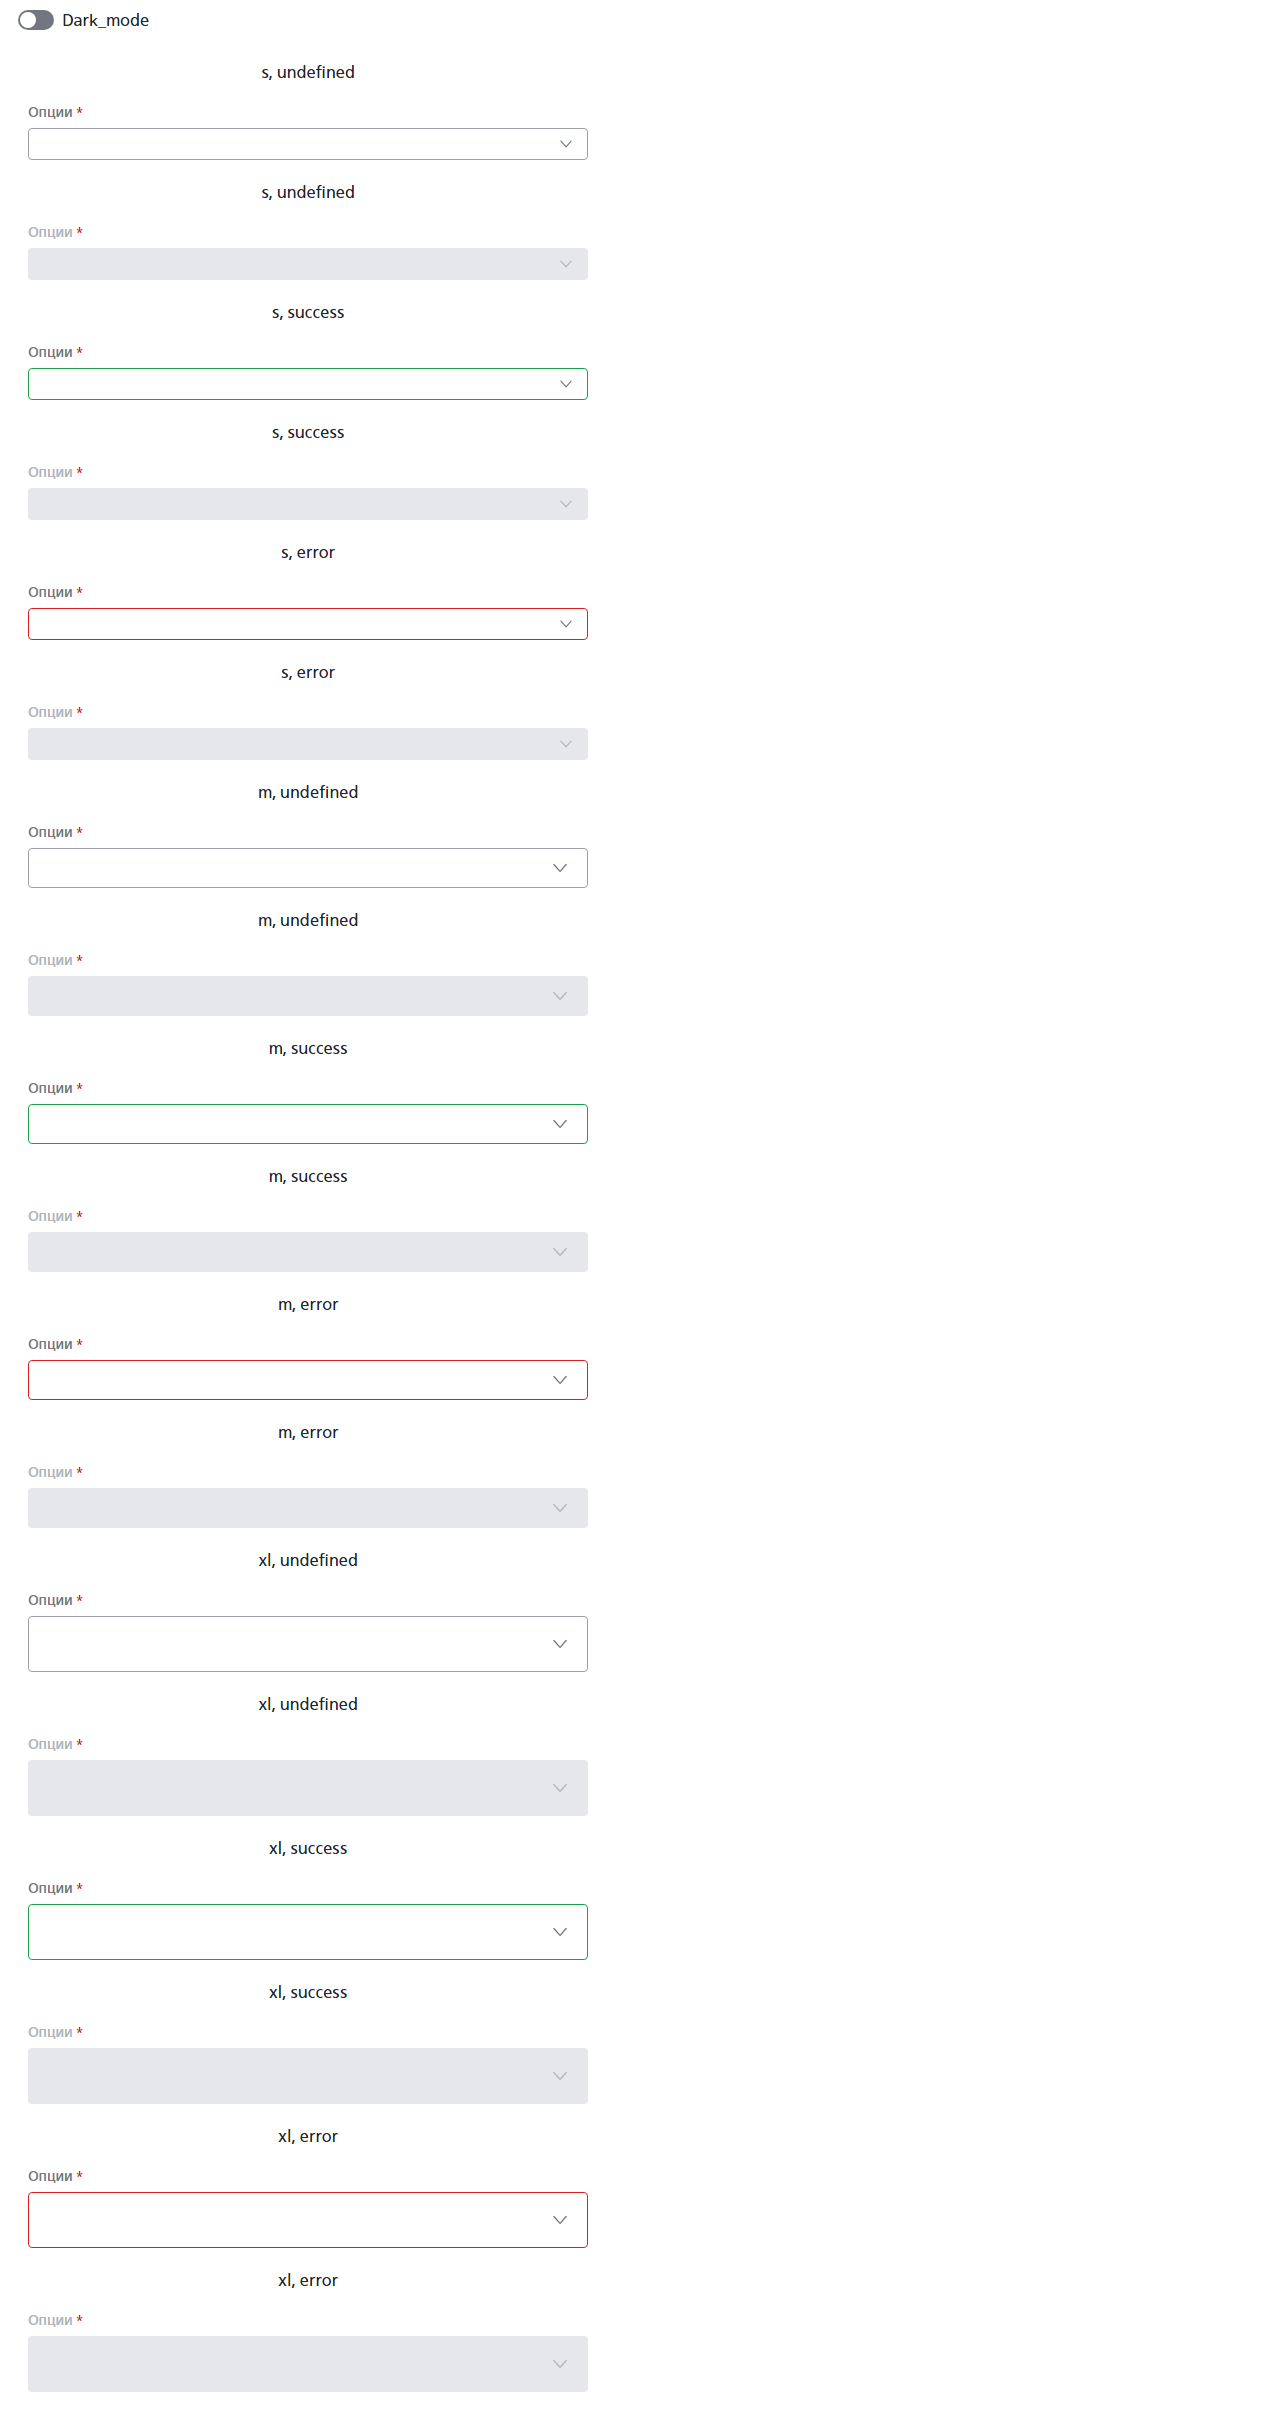 Dark_mode
s, undefined
Опции *
s, undefined
Опции *
s, success
Опции *
s, success
Опции *
s, error
Опции *
s, error
Опции *
m, undefined
Опции *
m, undefined
Опции *
m, success
Опции *
m, success
Опции *
m, error
Опции *
m, error
Опции *
xl, undefined
Опции *
xl, undefined
Опции *
xl, success
Опции *
xl, success
Опции *
xl, error
Опции *
xl, error
Опции *